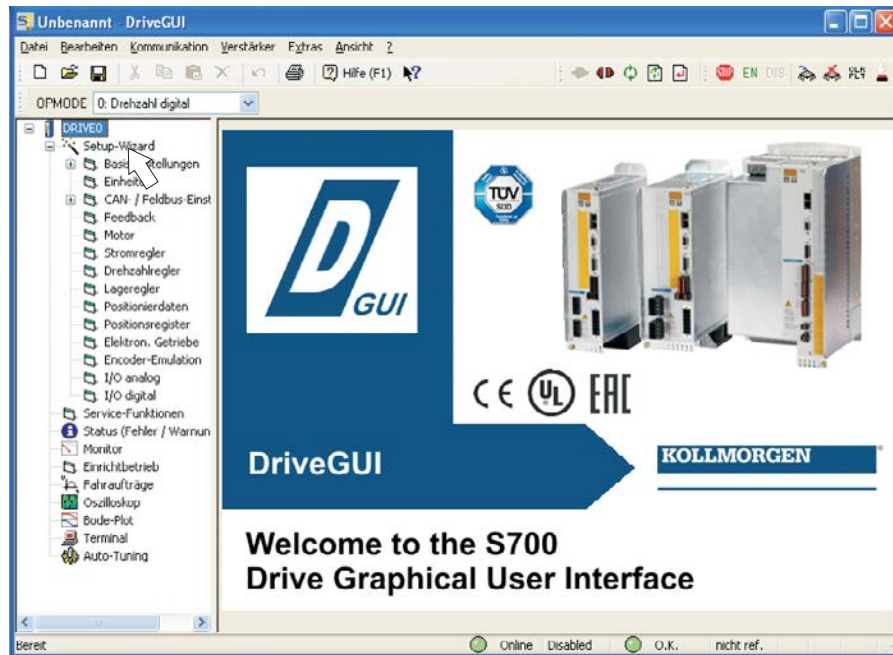 Unbenannt DriveGUI
Datei Bearbeiten Kommunikation Verstärker Extras Ansicht ?
Hilfe (F1) EN DIS
OPMODE 0: Drehzahl digital
DRIVE0
Setup-Wizard
Einheiten
CAN- / Feldbus-Einst
Feedback
Motor
Stromregler
Drehzahlregler
Lageregler
Positionierdaten
Positionsregister
Elektron. Getriebe
Encoder-Emulation
I/O analog
I/O digital
Service-Funktionen
Status (Fehler / Warnun
Monitor
Einrichtbetrieb
Fahraufträge
Oszilloskop
Bode-Plot
Terminal
Auto-Tuning
D
GUI
TÜV
SÜD
CE UL EAC
DriveGUI
KOLLMORGEN
Welcome to the S700
Drive Graphical User Interface
Bereit Online Disabled O.K. nicht ref.